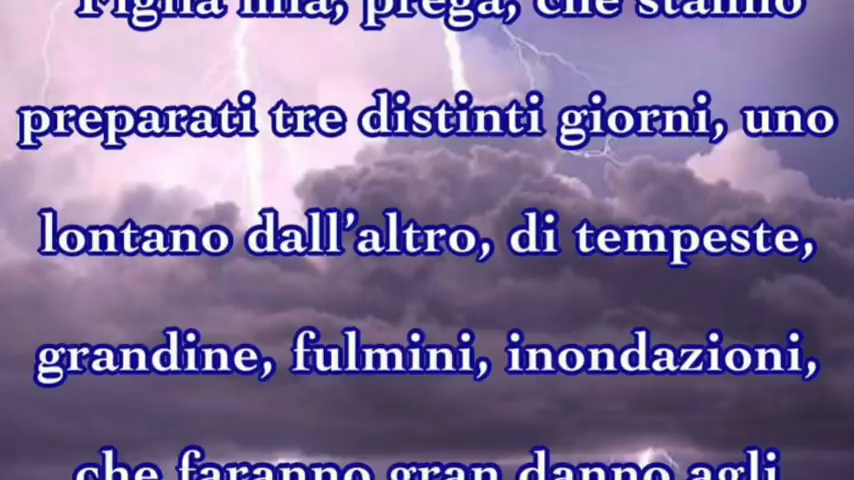 Figlia mia, prega, che stanno
preparati tre distinti giorni, uno
lontano dall'altro, di tempeste,
grandine, fulmini, inondazioni,
che faranno gran danno agli